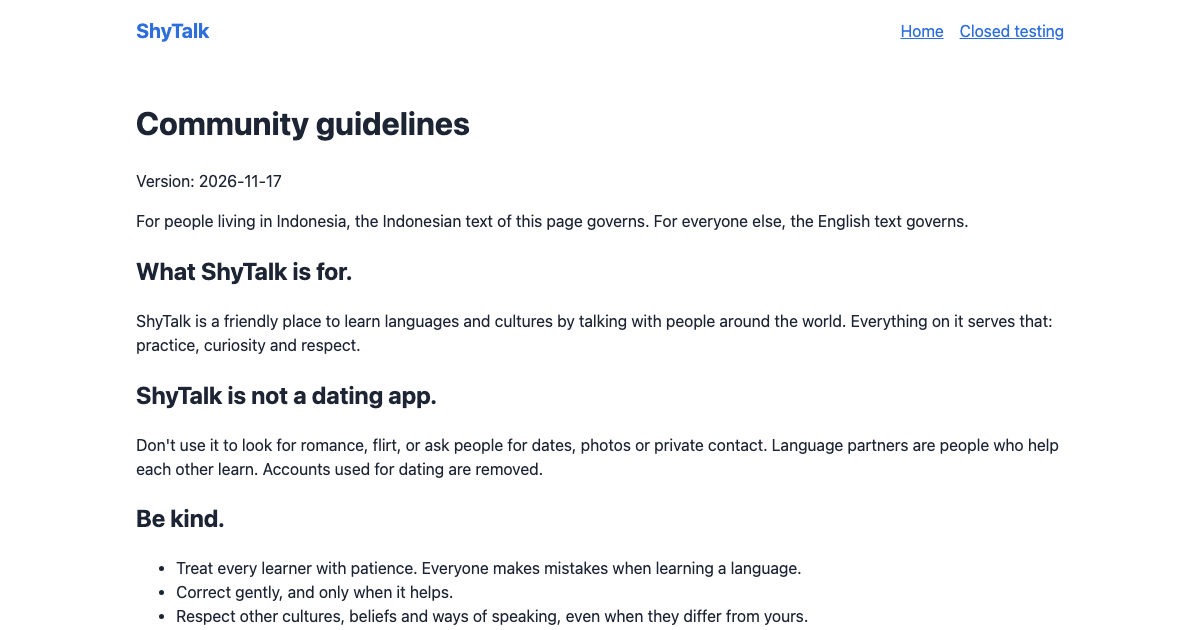 ShyTalk
Home
Closed testing
Community guidelines
Version: 2026-11-17
For people living in Indonesia, the Indonesian text of this page governs. For everyone else, the English text governs.
What ShyTalk is for.
ShyTalk is a friendly place to learn languages and cultures by talking with people around the world. Everything on it serves that:
practice, curiosity and respect.
ShyTalk is not a dating app.
Don't use it to look for romance, flirt, or ask people for dates, photos or private contact. Language partners are people who help
each other learn. Accounts used for dating are removed.
Be kind.
• Treat every learner with patience. Everyone makes mistakes when learning a language.
• Correct gently, and only when it helps.
• Respect other cultures, beliefs and ways of speaking, even when they differ from yours.